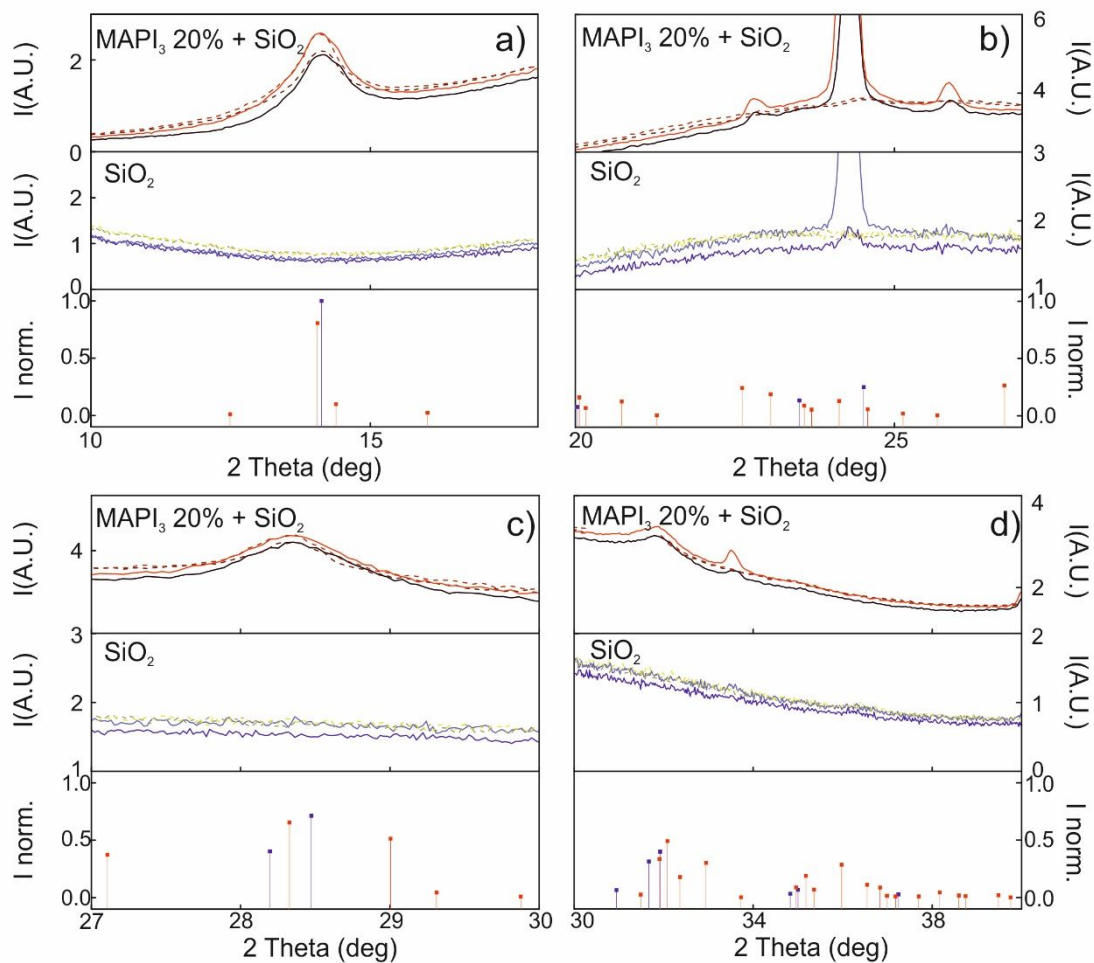 MAPI₃ 20% + SiO₂
a)
I(A.U.)
2
0
SiO₂
I(A.U.)
2
1
0
I norm.
1.0
0.5
0.0
10
15
2 Theta (deg)
MAPI₃ 20% + SiO₂
b)
I(A.U.)
6
4
SiO₂
I(A.U.)
3
2
1
I norm.
1.0
0.5
0.0
20
25
2 Theta (deg)
MAPI₃ 20% + SiO₂
c)
I(A.U.)
4
SiO₂
I(A.U.)
3
2
1
I norm.
1.0
0.5
0.0
27
28
29
30
2 Theta (deg)
MAPI₃ 20% + SiO₂
d)
I(A.U.)
4
2
SiO₂
I(A.U.)
2
1
0
I norm.
1.0
0.5
0.0
30
34
38
2 Theta (deg)